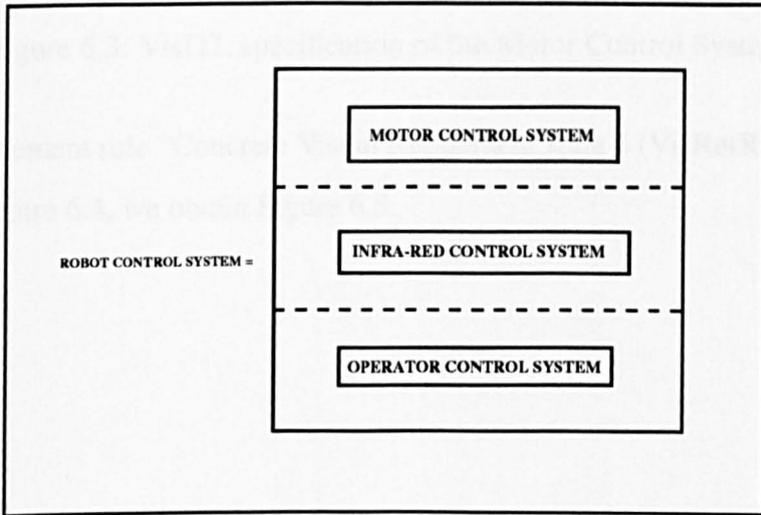 MOTOR CONTROL SYSTEM
ROBOT CONTROL SYSTEM =
INFRA-RED CONTROL SYSTEM
OPERATOR CONTROL SYSTEM